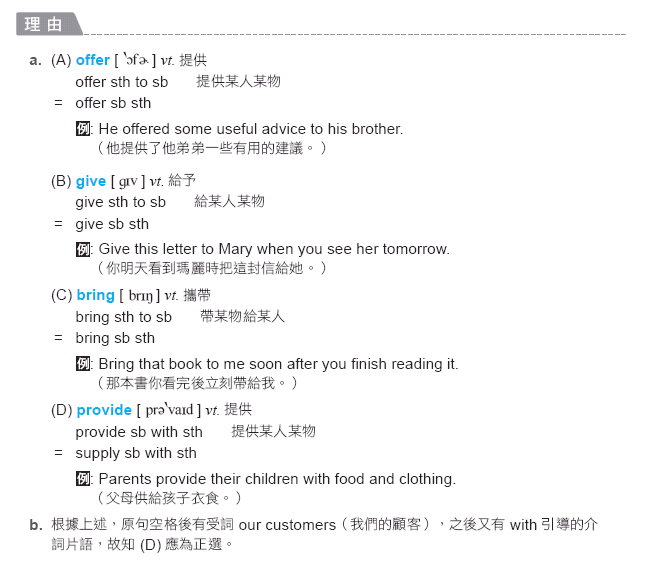 理由
a. (A) offer [ ˋɔfɚ ] vt. 提供
offer sth to sb 提供某人某物
= offer sb sth
例: He offered some useful advice to his brother.
（他提供了他弟弟一些有用的建議。）
(B) give [ gɪv ] vt. 給予
give sth to sb 給某人某物
= give sb sth
例: Give this letter to Mary when you see her tomorrow.
（你明天看到瑪麗時把這封信給她。）
(C) bring [ brɪŋ ] vt. 攜帶
bring sth to sb 帶某物給某人
= bring sb sth
例: Bring that book to me soon after you finish reading it.
（那本書你看完後立刻帶給我。）
(D) provide [ prəˋvaɪd ] vt. 提供
provide sb with sth 提供某人某物
= supply sb with sth
例: Parents provide their children with food and clothing.
（父母供給孩子衣食。）
b. 根據上述，原句空格後有受詞 our customers（我們的顧客），之後又有 with 引導的介
詞片語，故知 (D) 應為正選。